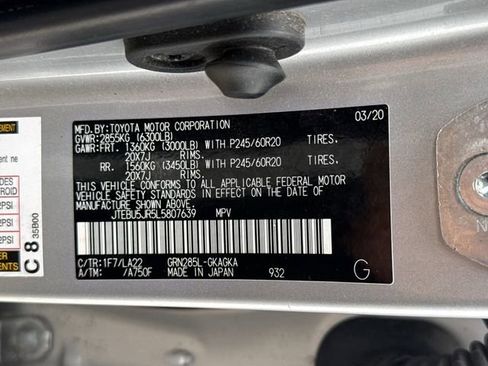 MFD.BY:TOYOTA MOTOR CORPORATION 03/20
GVWR:2855KG (6300LB)
GAWR:FRT. 1360KG (3000LB) WITH P245/60R20 TIRES,
20X7J RIMS,
RR. 1560KG (3450LB) WITH P245/60R20 TIRES,
20X7J RIMS,
THIS VEHICLE CONFORMS TO ALL APPLICABLE FEDERAL MOTOR
VEHICLE SAFETY STANDARDS IN EFFECT ON THE DATE OF
MANUFACTURE SHOWN ABOVE.
JTEBU5JR5L5807639 MPV
C/TR:1F7/LA22 GRN285L-GKAGKA
A/TM: /A750F MADE IN JAPAN 932 G
C 8 35B00